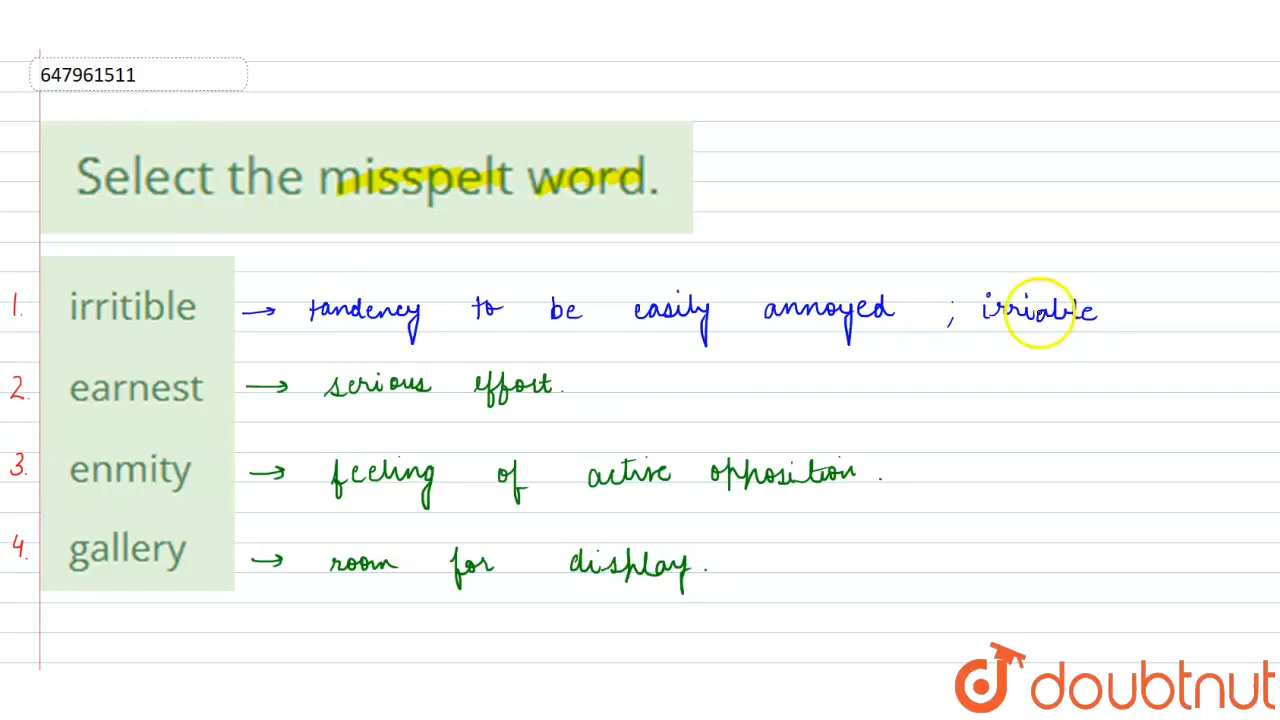 647961511
Select the misspelt word.
1. irritible → tandency to be easily annoyed ; irriable
2. earnest → serious effort.
3. enmity → feeling of active opposition.
4. gallery → room for display.
doubtnut